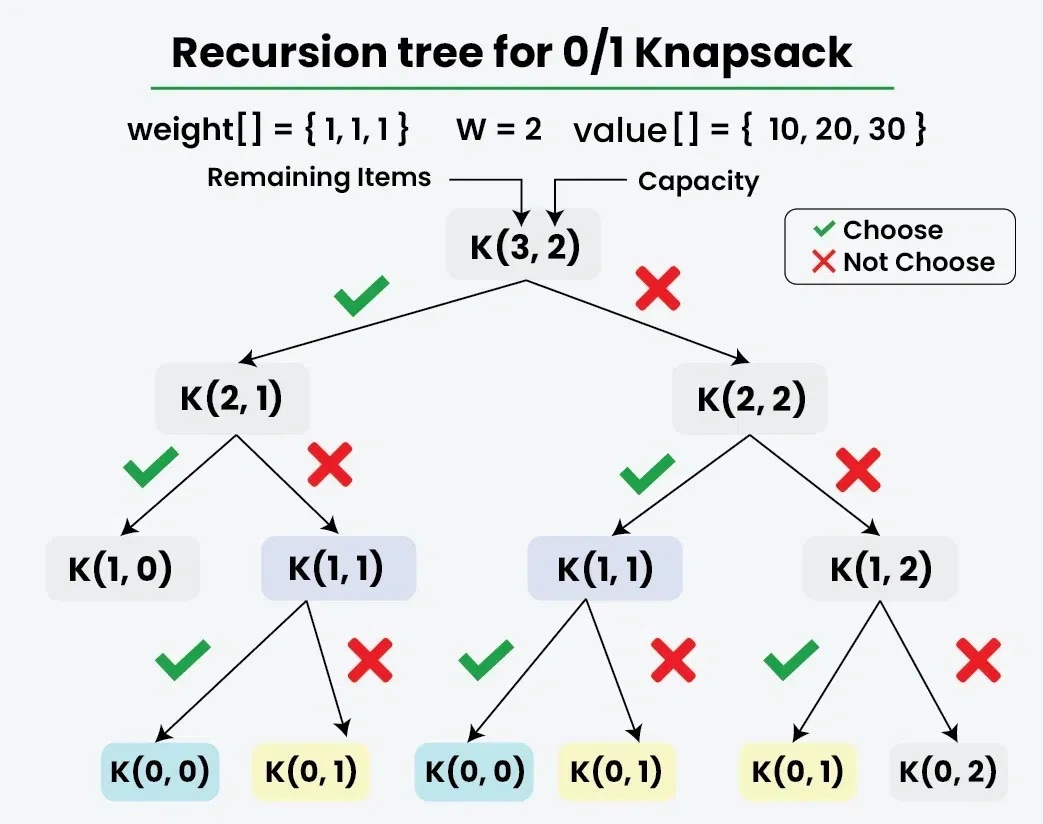 Recursion tree for 0/1 Knapsack
weight[] = { 1, 1, 1 } W = 2 value[] = { 10, 20, 30 }
Remaining Items Capacity
K(3, 2)
Choose
Not Choose
K(2, 1) K(2, 2)
K(1, 0) K(1, 1) K(1, 1) K(1, 2)
K(0, 0) K(0, 1) K(0, 0) K(0, 1) K(0, 1) K(0, 2)